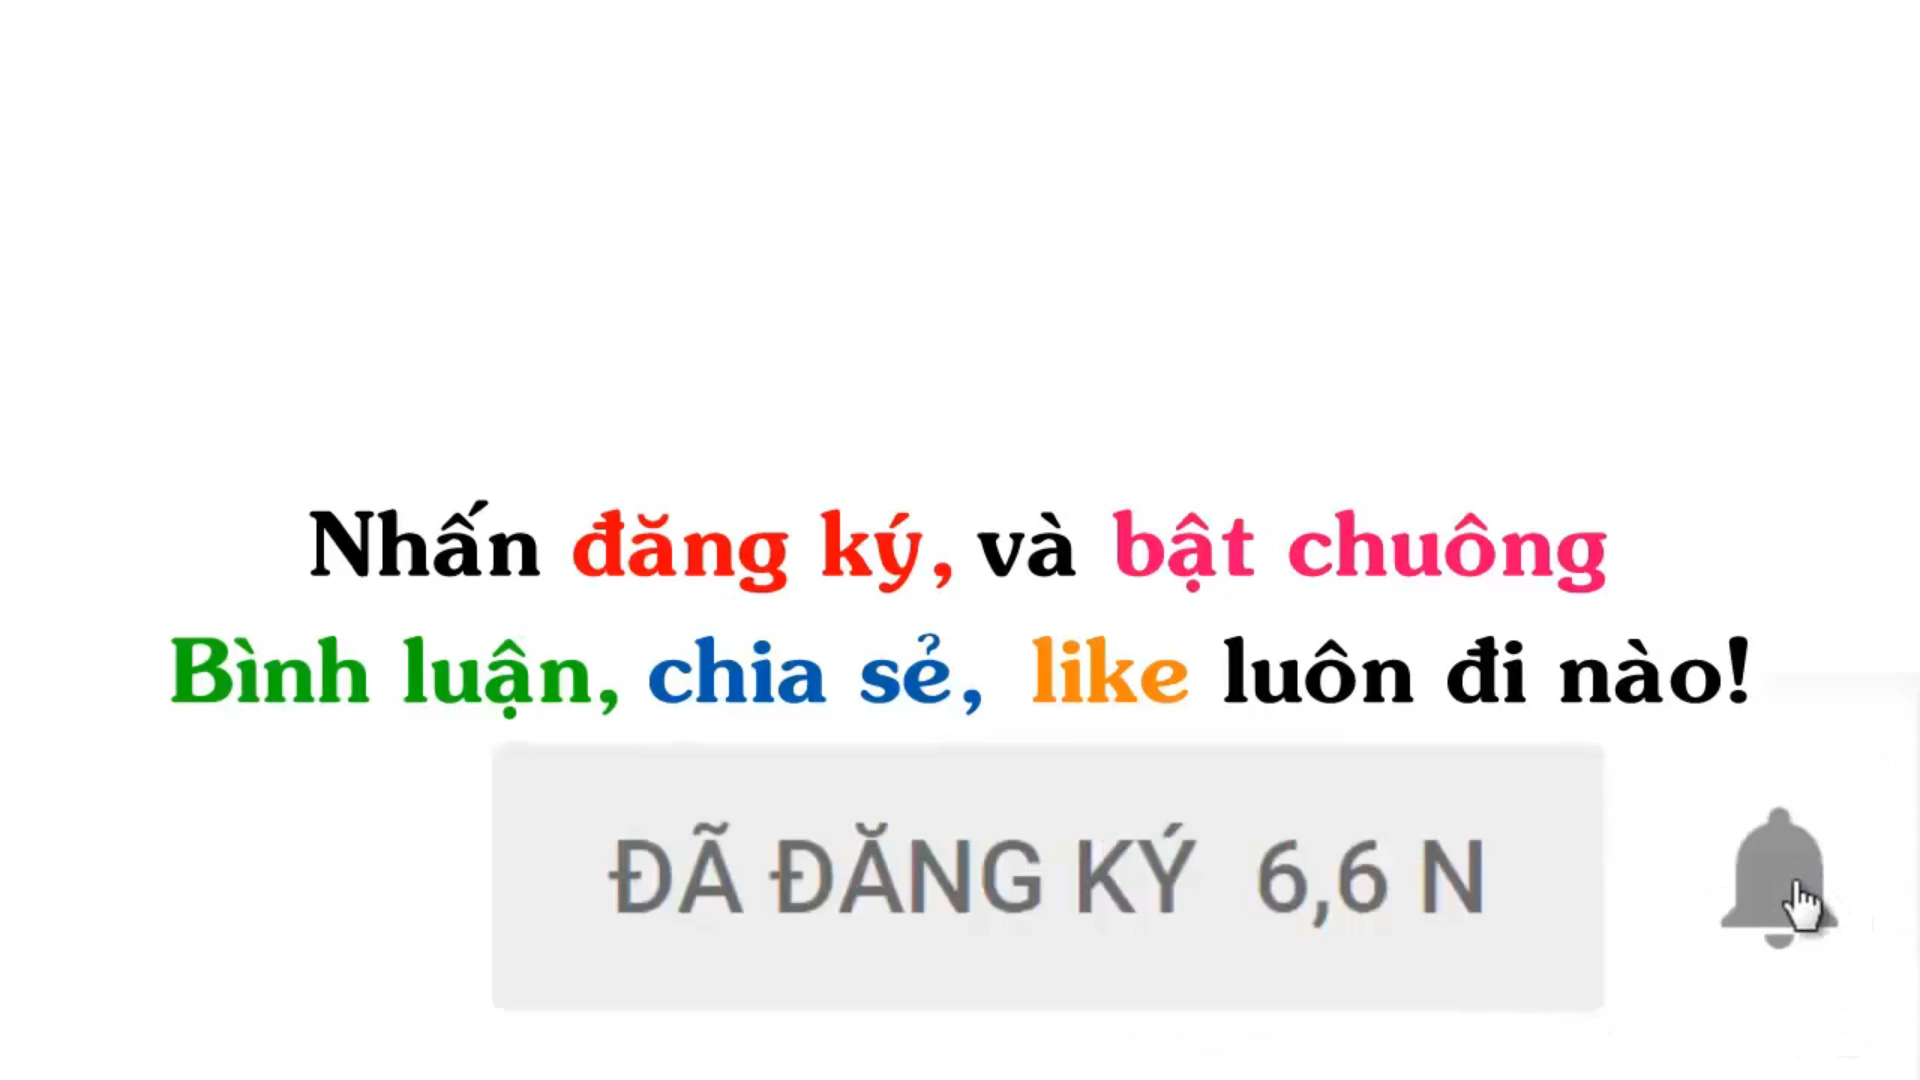 Nhấn đăng ký, và bật chuông
Bình luận, chia sẻ, like luôn đi nào!
ĐÃ ĐĂNG KÝ 6,6 N